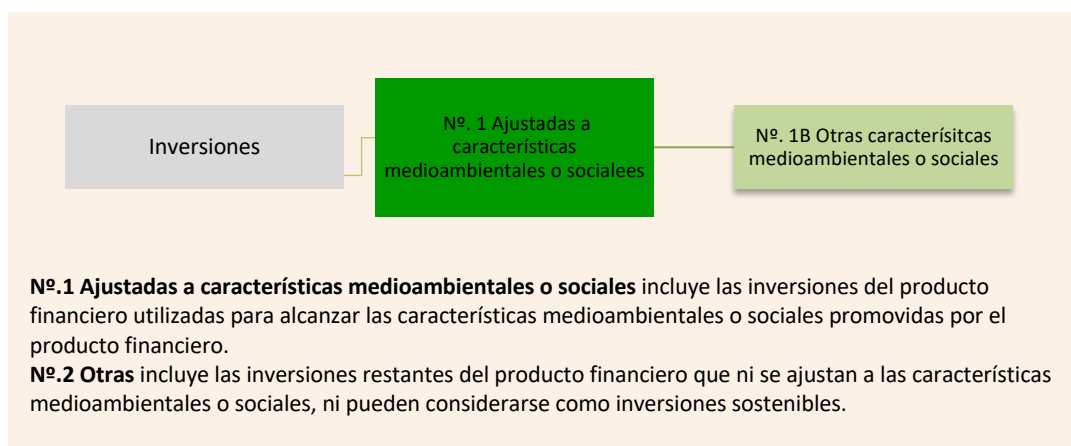 Inversiones
Nº. 1 Ajustadas a
características
medioambientales o socialees
Nº. 1B Otras caracterísitcas
medioambientales o sociales
Nº.1 Ajustadas a características medioambientales o sociales incluye las inversiones del producto
financiero utilizadas para alcanzar las características medioambientales o sociales promovidas por el
producto financiero.
Nº.2 Otras incluye las inversiones restantes del producto financiero que ni se ajustan a las características
medioambientales o sociales, ni pueden considerarse como inversiones sostenibles.